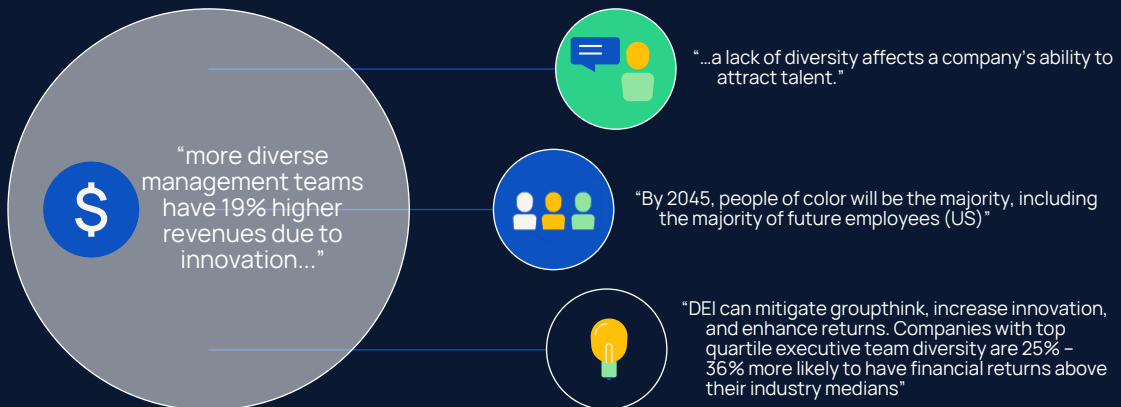 $
“more diverse
management teams
have 19% higher
revenues due to
innovation...”
“...a lack of diversity affects a company’s ability to
attract talent.”
“By 2045, people of color will be the majority, including
the majority of future employees (US)”
“DEI can mitigate groupthink, increase innovation,
and enhance returns. Companies with top
quartile executive team diversity are 25% –
36% more likely to have financial returns above
their industry medians”